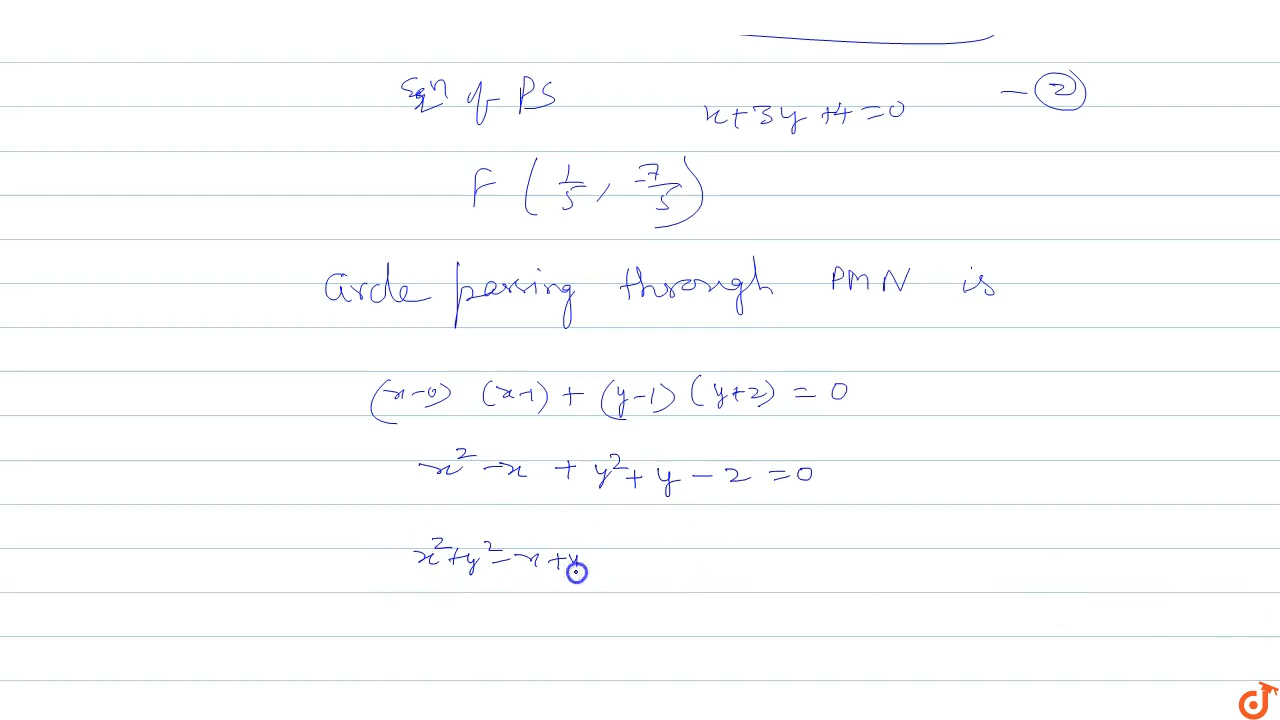 Eqn of PS x+3y+4=0 - 2
F (1/5, -7/5)
Circle passing through PMN is
(x-0) (x-1) + (y-1) (y+2) = 0
x² - x + y² + y - 2 = 0
x² + y² - x + y